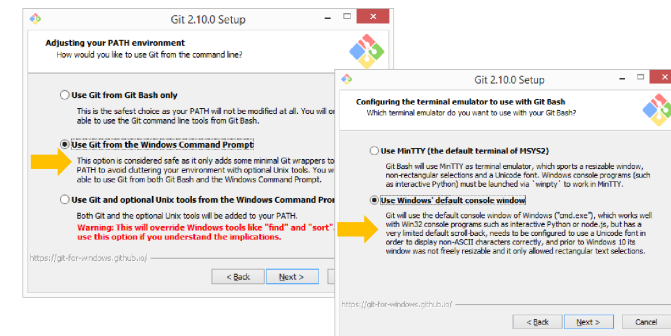 Git 2.10.0 Setup
Adjusting your PATH environment
How would you like to use Git from the command line?
Use Git from Git Bash only
This is the safest choice as your PATH will not be modified at all. You will
able to use the Git command line tools from Git Bash.
Use Git from the Windows Command Prompt
This option is considered safe as it only adds some minimal Git wrappers to
PATH to avoid cluttering your environment with optional Unix tools. You
able to use Git from both Git Bash and the Windows Command Prompt.
Use Git and optional Unix tools from the Windows Command
Both Git and the optional Unix tools will be added to your PATH.
Warning: This will override Windows tools like "find" and "sort".
use this option if you understand the implications.
https://git-for-windows.github.io/
< Back
Next >
Git 2.10.0 Setup
Configuring the terminal emulator to use with Git Bash
Which terminal emulator do you want to use with your Git Bash?
Use MinTTY (the default terminal of MSYS2)
Git Bash will use MinTTY as terminal emulator, which sports a resizable window,
non-rectangular selections and a Unicode font. Windows console programs (such
as interactive Python) must be launched via `winpty` to work in MinTTY.
Use Windows' default console window
Git will use the default console window of Windows ("cmd.exe"), which works well
with Win32 console programs such as interactive Python or node.js, but has a
very limited default scroll-back, needs to be configured to use a Unicode font in
order to display non-ASCII characters correctly, and prior to Windows 10 its
window was not freely resizable and it only allowed rectangular text selections.
https://git-for-windows.github.io/
< Back
Next >
Cancel